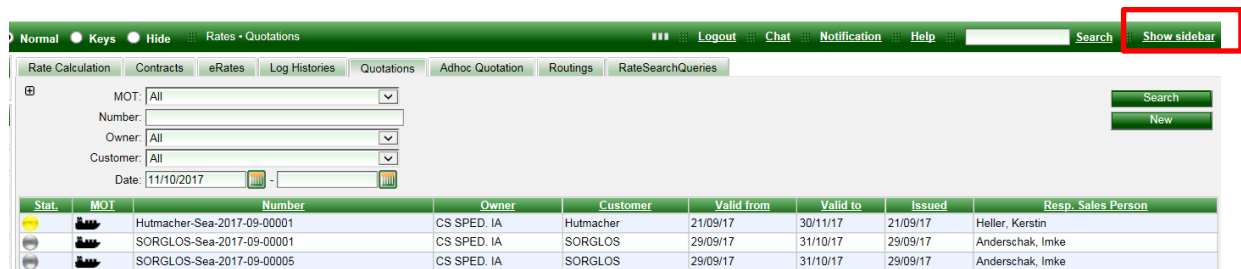 Normal Keys Hide Rates • Quotations Logout Chat Notification Help Search Show sidebar
Rate Calculation Contracts eRates Log Histories Quotations Adhoc Quotation Routings RateSearchQueries
MOT: All Search
Number: New
Owner: All
Customer: All
Date: 11/10/2017 -
Stat. MOT Number Owner Customer Valid from Valid to Issued Resp. Sales Person
Hutmacher-Sea-2017-09-00001 CS SPED. IA Hutmacher 21/09/17 30/11/17 21/09/17 Heller, Kerstin
SORGLOS-Sea-2017-09-00001 CS SPED. IA SORGLOS 29/09/17 31/10/17 29/09/17 Anderschak, Imke
SORGLOS-Sea-2017-09-00005 CS SPED. IA SORGLOS 29/09/17 31/10/17 29/09/17 Anderschak, Imke